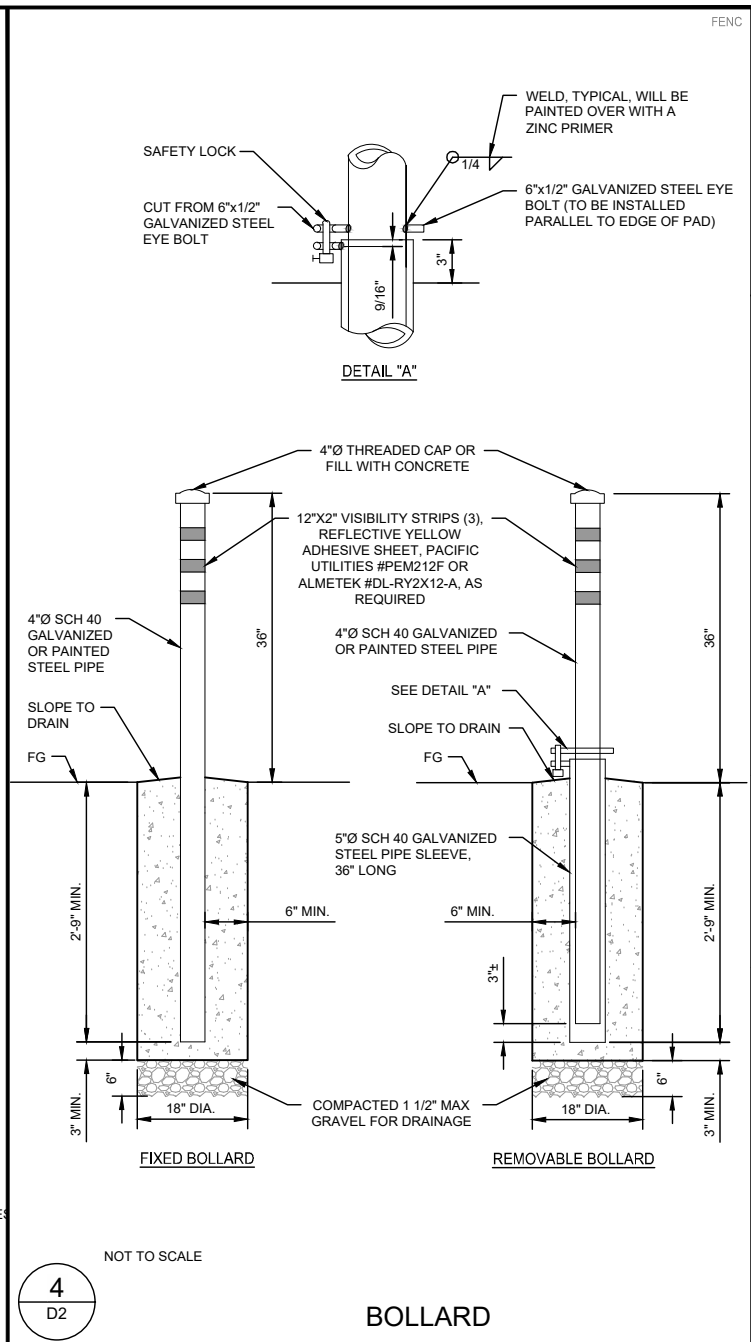 FENC
WELD, TYPICAL, WILL BE
PAINTED OVER WITH A
ZINC PRIMER
SAFETY LOCK
1/4
CUT FROM 6"x1/2"
GALVANIZED STEEL
EYE BOLT
6"x1/2" GALVANIZED STEEL EYE
BOLT (TO BE INSTALLED
PARALLEL TO EDGE OF PAD)
3"
9/16"
DETAIL "A"
4"Ø THREADED CAP OR
FILL WITH CONCRETE
12"X2" VISIBILITY STRIPS (3),
REFLECTIVE YELLOW
ADHESIVE SHEET, PACIFIC
UTILITIES #PEM212F OR
ALMETEK #DL-RY2X12-A, AS
REQUIRED
4"Ø SCH 40
GALVANIZED
OR PAINTED
STEEL PIPE
36"
4"Ø SCH 40 GALVANIZED
OR PAINTED STEEL PIPE
36"
SEE DETAIL "A"
SLOPE TO
DRAIN
SLOPE TO DRAIN
FG
FG
5"Ø SCH 40 GALVANIZED
STEEL PIPE SLEEVE,
36" LONG
2'-9" MIN.
6" MIN.
6" MIN.
2'-9" MIN.
3"±
6"
3" MIN.
18" DIA.
COMPACTED 1 1/2" MAX
GRAVEL FOR DRAINAGE
18" DIA.
6"
3" MIN.
FIXED BOLLARD
REMOVABLE BOLLARD
NOT TO SCALE
4
D2
BOLLARD